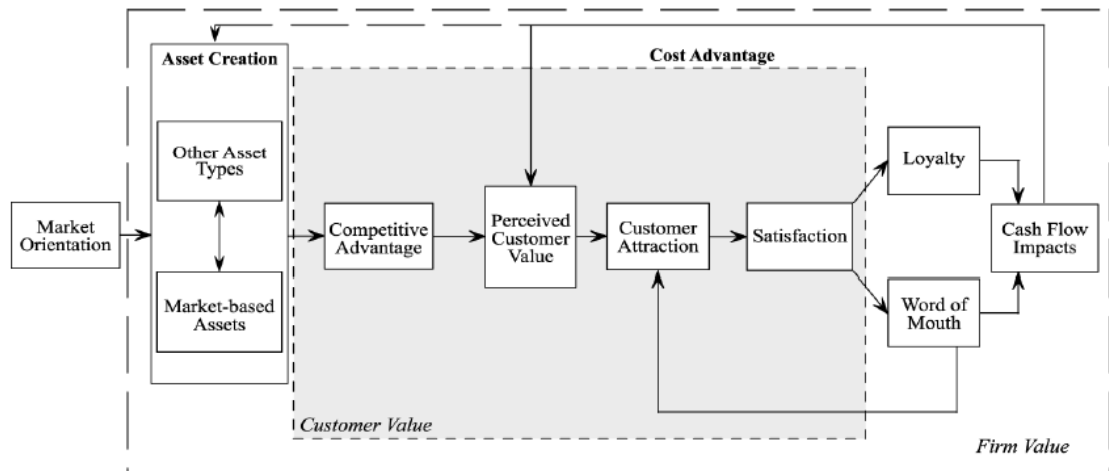 Asset Creation
Cost Advantage
Other Asset
Types
Loyalty
Market
Orientation
Competitive
Advantage
Perceived
Customer
Value
Customer
Attraction
Satisfaction
Cash Flow
Impacts
Market-based
Assets
Word of
Mouth
Customer Value
Firm Value